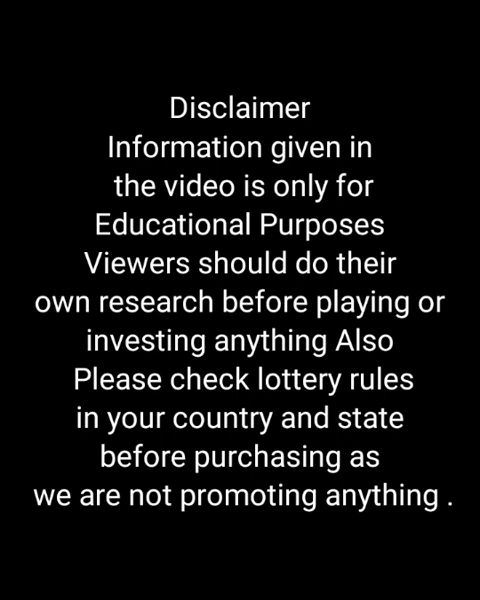 Disclaimer
Information given in
the video is only for
Educational Purposes
Viewers should do their
own research before playing or
investing anything Also
Please check lottery rules
in your country and state
before purchasing as
we are not promoting anything .